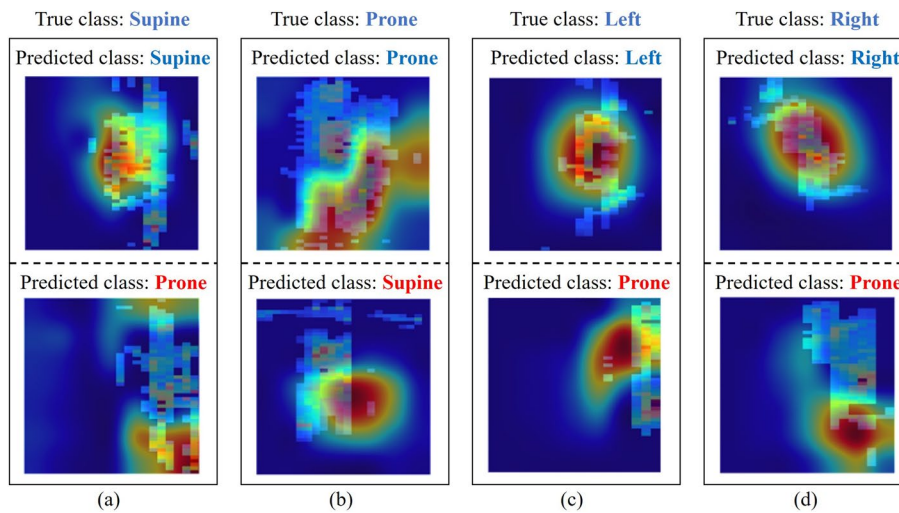 True class: Supine
True class: Prone
True class: Left
True class: Right
Predicted class: Supine
Predicted class: Prone
Predicted class: Left
Predicted class: Right
Predicted class: Prone
Predicted class: Supine
Predicted class: Prone
Predicted class: Prone
(a)
(b)
(c)
(d)